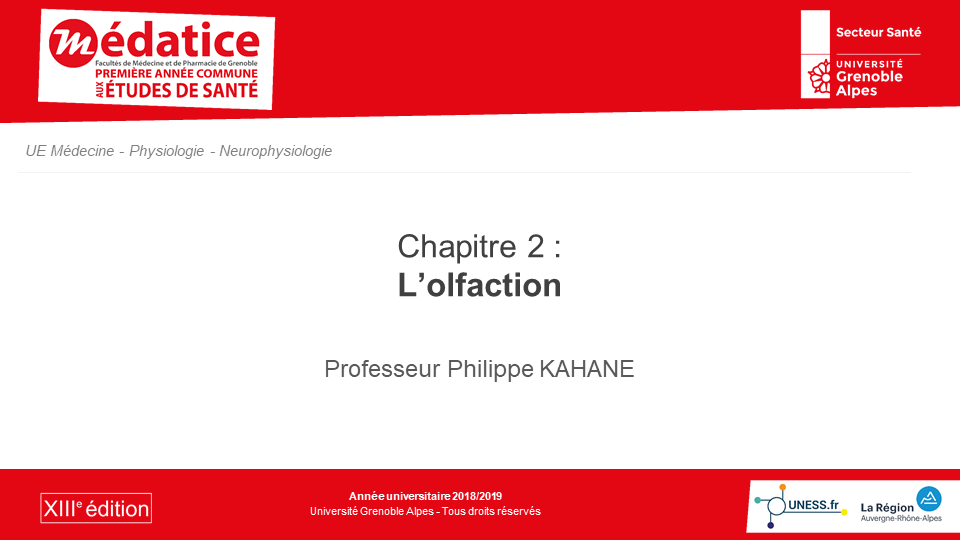 médatice
Facultés de Médecine et de Pharmacie de Grenoble
PREMIÈRE ANNÉE COMMUNE
AUX ÉTUDES DE SANTÉ
Secteur Santé
UNIVERSITÉ
Grenoble
Alpes
UE Médecine - Physiologie - Neurophysiologie
Chapitre 2 :
L’olfaction
Professeur Philippe KAHANE
XIIIe édition
Année universitaire 2018/2019
Université Grenoble Alpes - Tous droits réservés
UNESS.fr
La Région
Auvergne-Rhône-Alpes